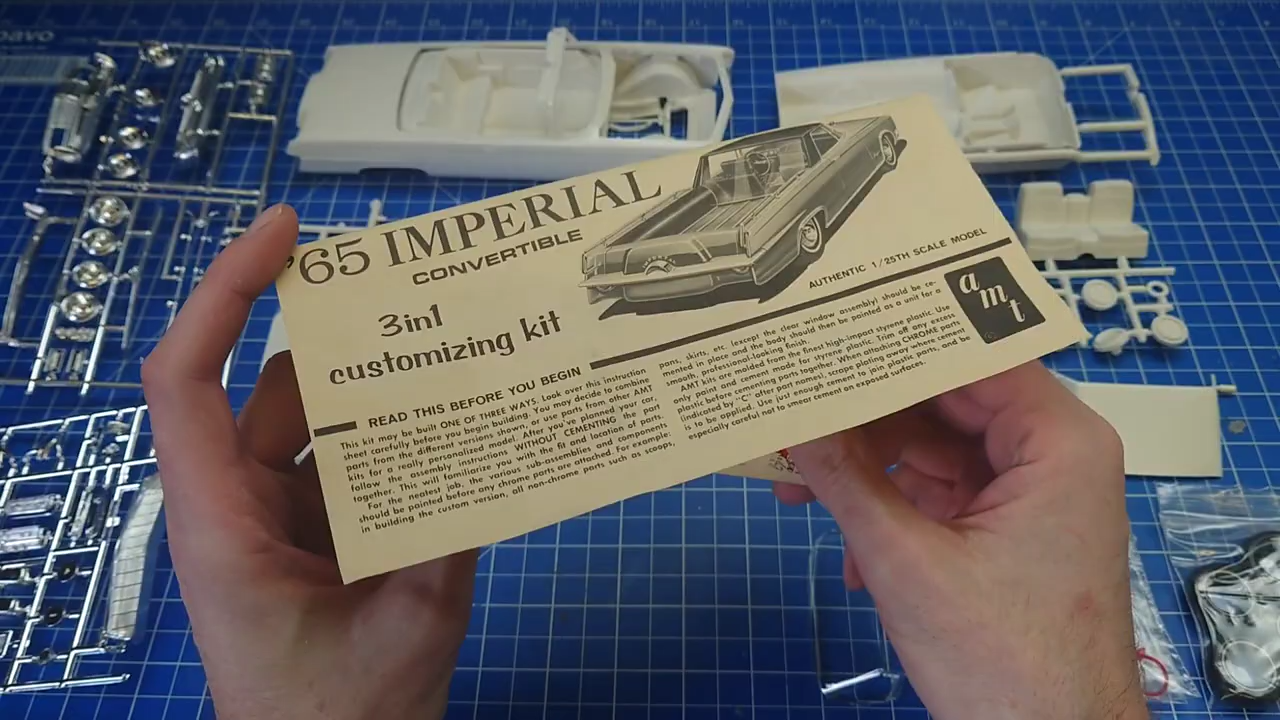 '65 IMPERIAL
CONVERTIBLE
3in1
customizing kit
AUTHENTIC 1/25TH SCALE MODEL
amt
READ THIS BEFORE YOU BEGIN
This kit may be built ONE OF THREE WAYS. Look over this instruction
sheet carefully before you begin building. You may decide to combine
parts from the different versions shown, or use parts from other AMT
kits for a really personalized model. After you've planned your car,
follow the assembly instructions WITHOUT CEMENTING the part
together. This will familiarize you with the fit and location of parts.
For the neatest job, the various sub-assemblies and components
should be painted before any chrome parts are attached. For example:
in building the custom version, all non-chrome parts such as scoops,
pans, skirts, etc. (except the clear window assembly) should be ce-
mented in place and the body should then be painted as a unit for a
smooth, professional-looking finish.
AMT kits are molded from the finest high-impact styrene plastic. Use
only paint and cement made for styrene plastic. Trim off any excess
plastic before cementing parts together. When attaching CHROME parts
(indicated by "C" after part name), scrape plating away where cement
is to be applied. Use just enough cement to join plastic parts, and be
especially careful not to smear cement on exposed surfaces.